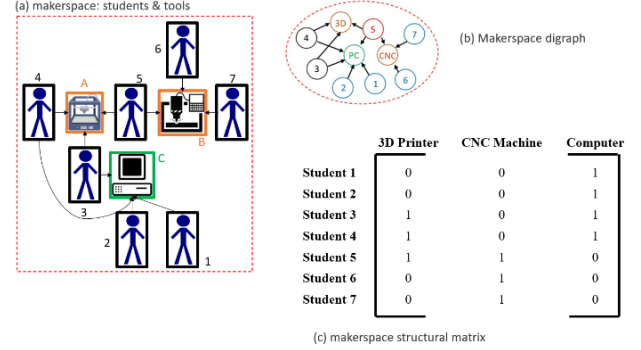 (a) makerspace: students & tools
6
4
A
5
7
B
C
3
2
1
3D
5
4
7
PC
CNC
3
2
1
6
(b) Makerspace digraph
3D Printer CNC Machine Computer
Student 1 0 0 1
Student 2 0 0 1
Student 3 1 0 1
Student 4 1 0 1
Student 5 1 1 0
Student 6 0 1 0
Student 7 0 1 0
(c) makerspace structural matrix